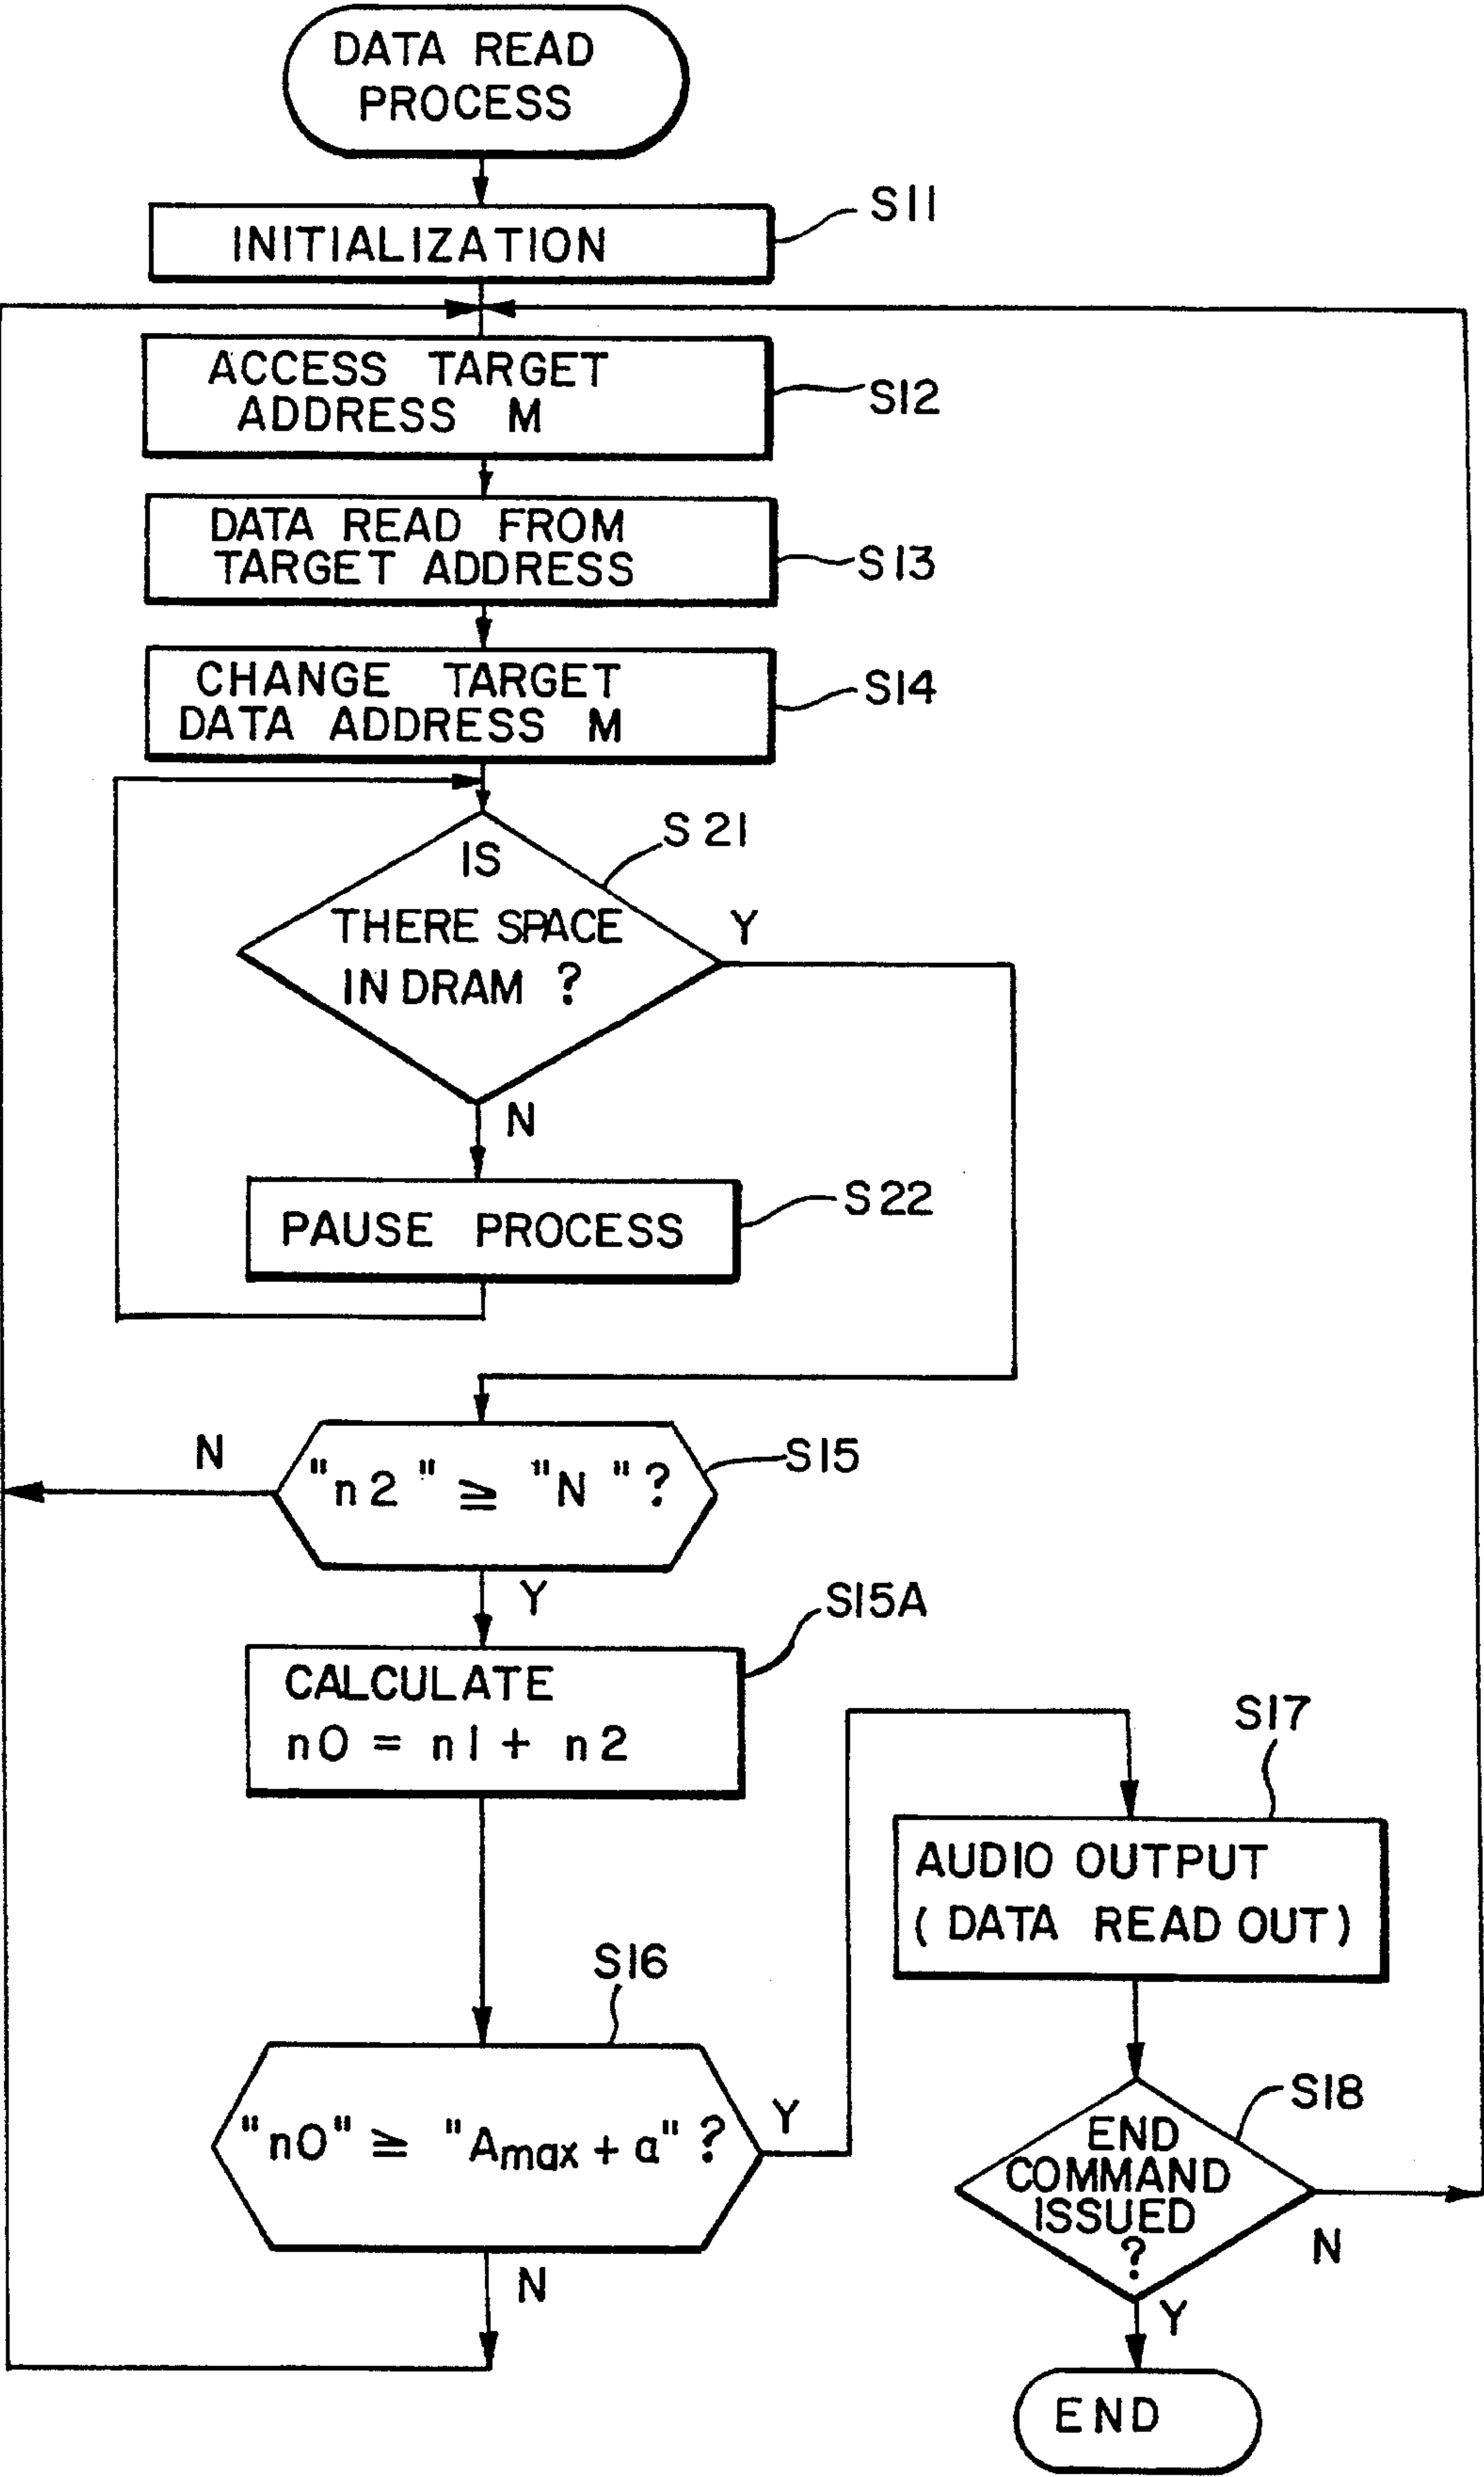 DATA READ
PROCESS
S11
INITIALIZATION
ACCESS TARGET
ADDRESS M
S12
DATA READ FROM
TARGET ADDRESS
S13
CHANGE TARGET
DATA ADDRESS M
S14
S21
IS
THERE SPACE
IN DRAM ?
Y
N
PAUSE PROCESS
S22
N
"n2" ≧ "N"?
S15
Y
S15A
CALCULATE
n0 = n1 + n2
S17
AUDIO OUTPUT
(DATA READ OUT)
S16
"n0" ≧ "Amax + a" ?
Y
N
S18
END
COMMAND
ISSUED
?
N
Y
END